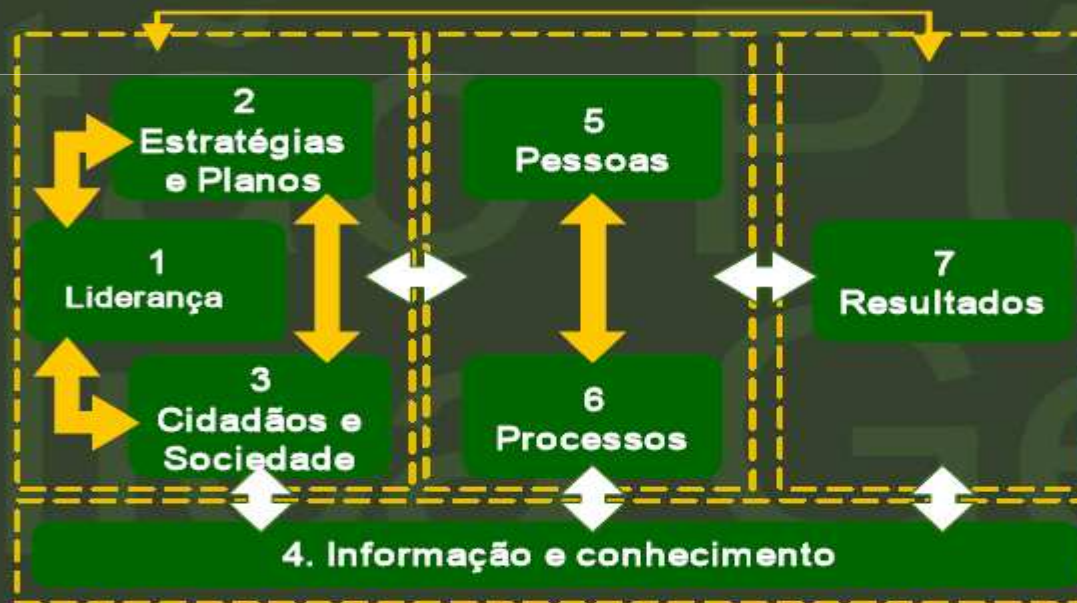 2
Estratégias
e Planos
1
Liderança
3
Cidadãos e
Sociedade
5
Pessoas
6
Processos
7
Resultados
4. Informação e conhecimento